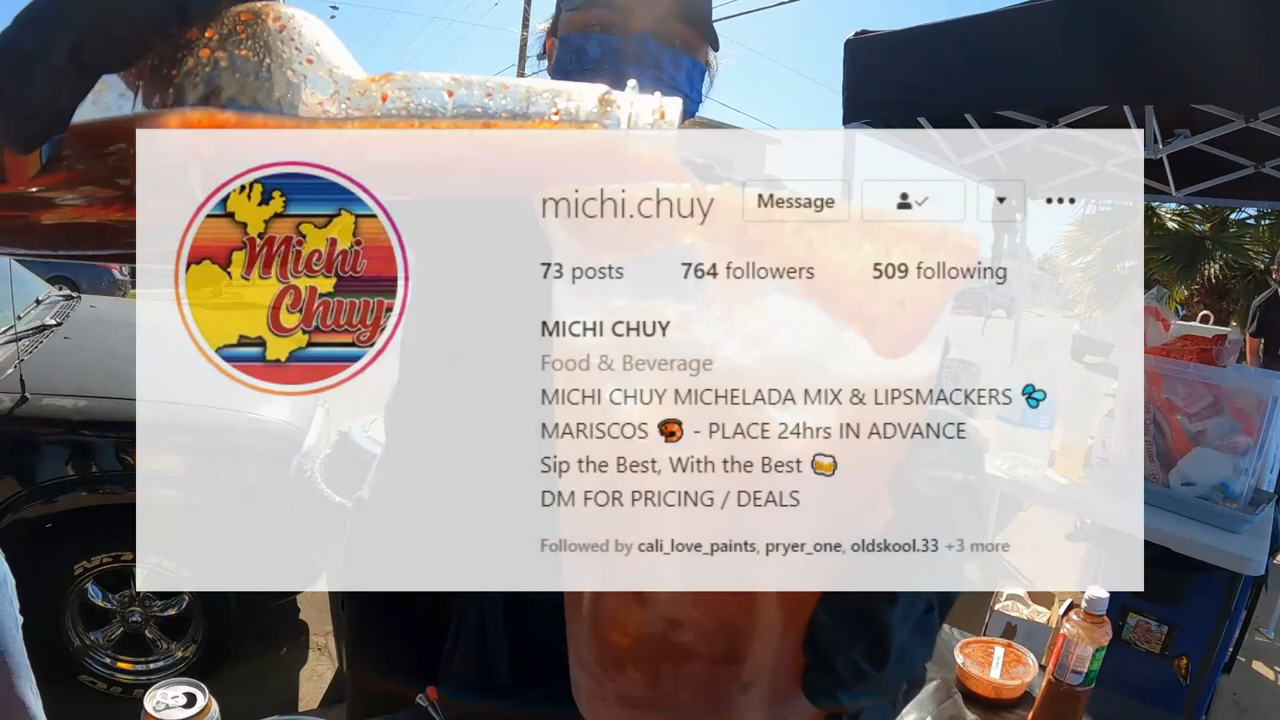 Michi
Chuy
michi.chuy Message
73 posts 764 followers 509 following
MICHI CHUY
Food & Beverage
MICHI CHUY MICHELADA MIX & LIPSMACKERS 💦
MARISCOS 🍤 - PLACE 24hrs IN ADVANCE
Sip the Best, With the Best 🍻
DM FOR PRICING / DEALS
Followed by cali_love_paints, pryer_one, oldskool.33 +3 more